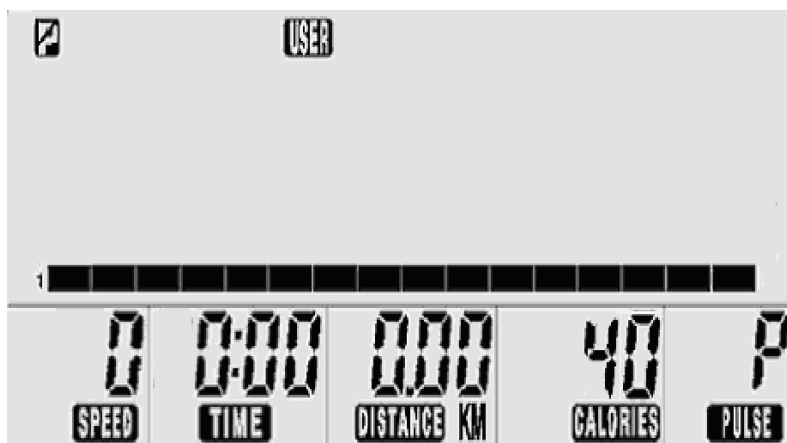 P USER
1
0 0:00 0.00 40 P
SPEED TIME DISTANCE KM CALORIES PULSE